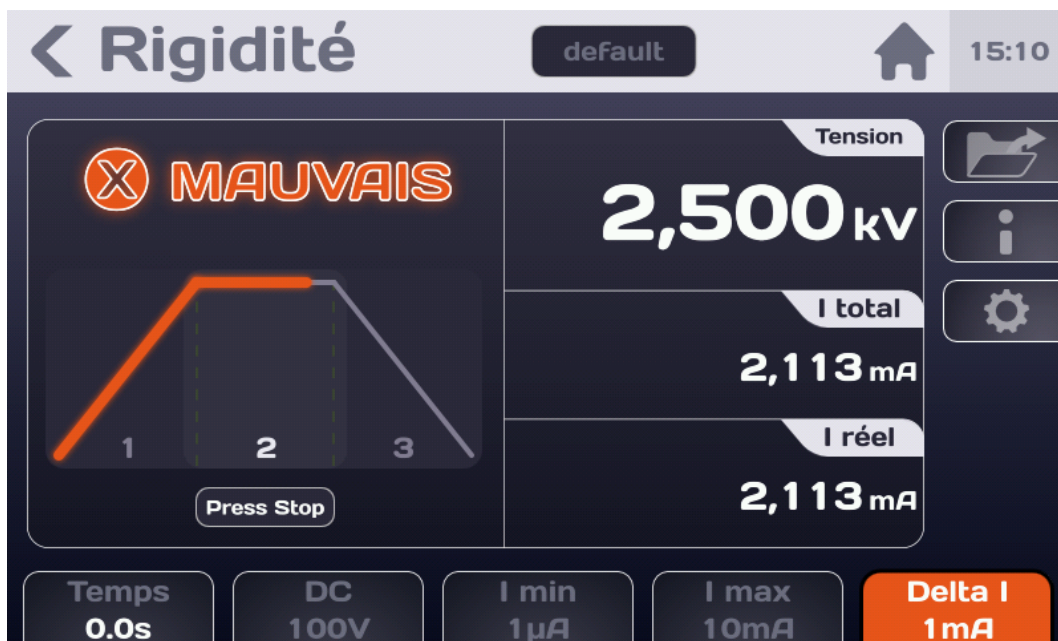 Rigidité
default
15:10
X MAUVAIS
Tension
2,500 kV
I total
2,113 mA
I réel
2,113 mA
1 2 3
Press Stop
Temps
0.0s
DC
100V
I min
1µA
I max
10mA
Delta I
1mA